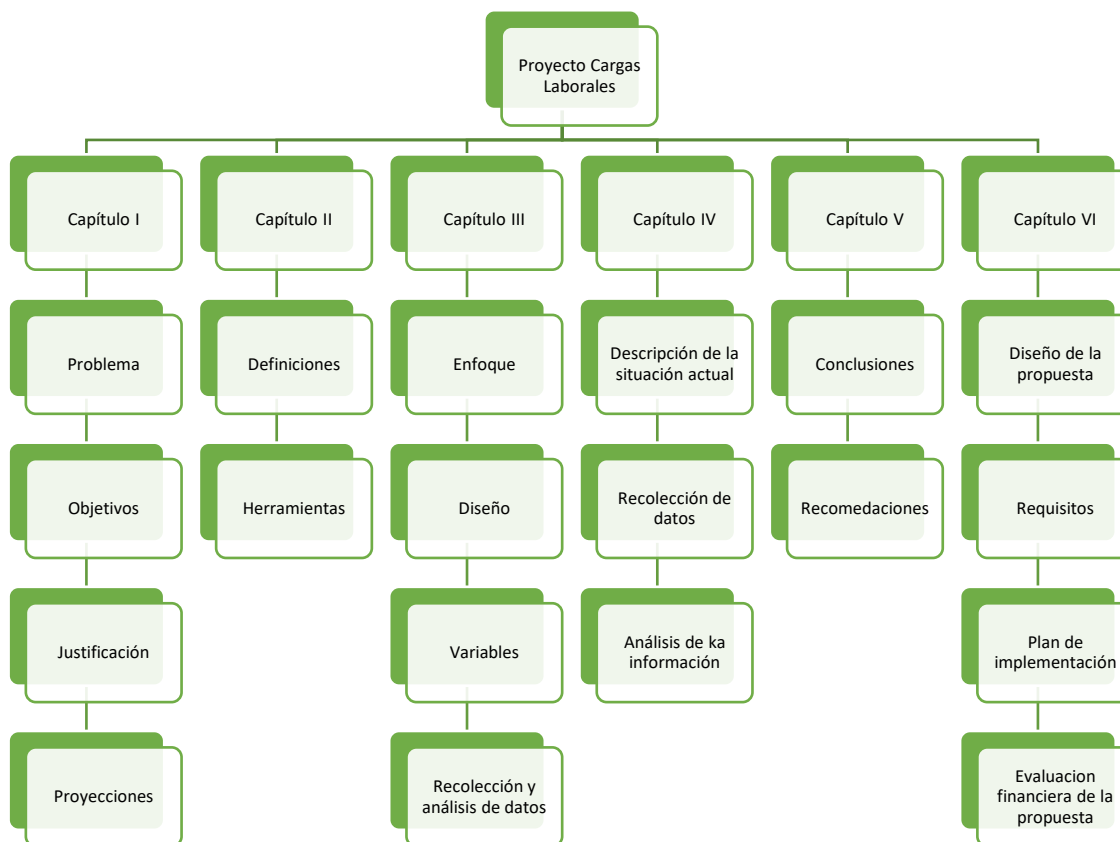 Proyecto Cargas
Laborales
Capítulo I
Capítulo II
Capítulo III
Capítulo IV
Capítulo V
Capítulo VI
Problema
Definiciones
Enfoque
Descripción de la
situación actual
Conclusiones
Diseño de la
propuesta
Objetivos
Herramientas
Diseño
Recolección de
datos
Recomedaciones
Requisitos
Justificación
Variables
Análisis de ka
información
Plan de
implementación
Proyecciones
Recolección y
análisis de datos
Evaluacion
financiera de la
propuesta